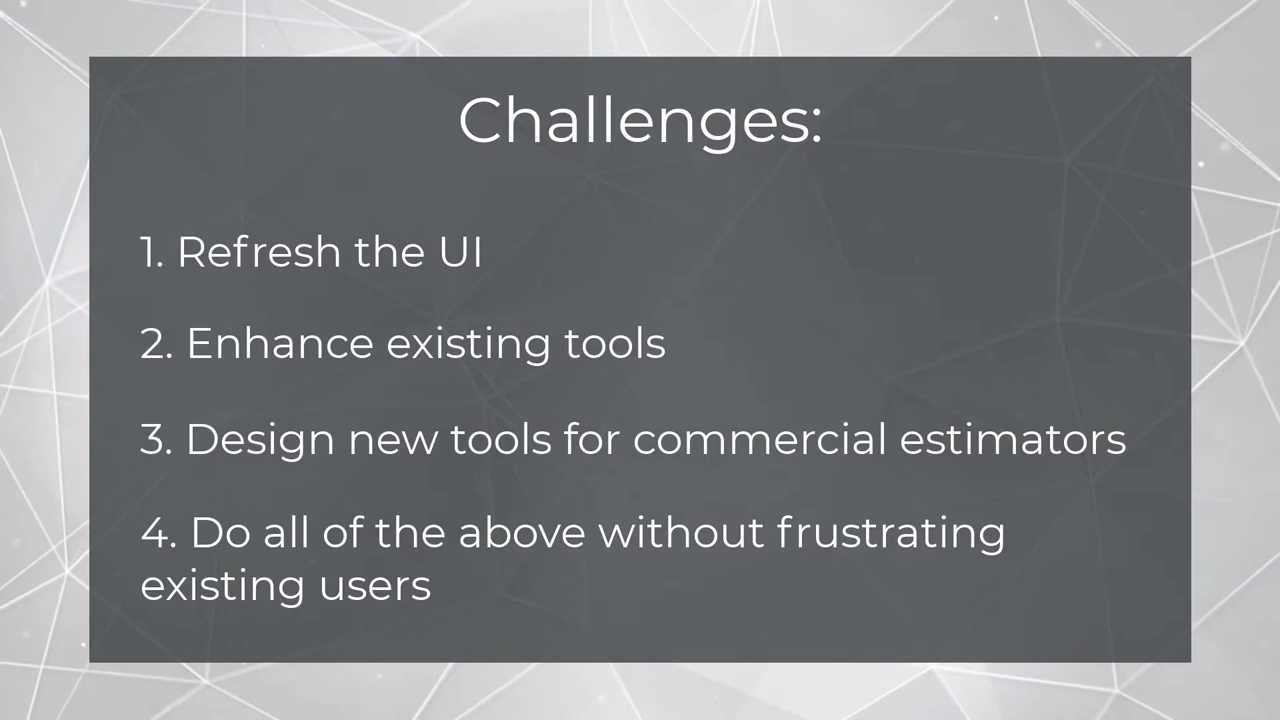 Challenges:
1. Refresh the UI
2. Enhance existing tools
3. Design new tools for commercial estimators
4. Do all of the above without frustrating
existing users